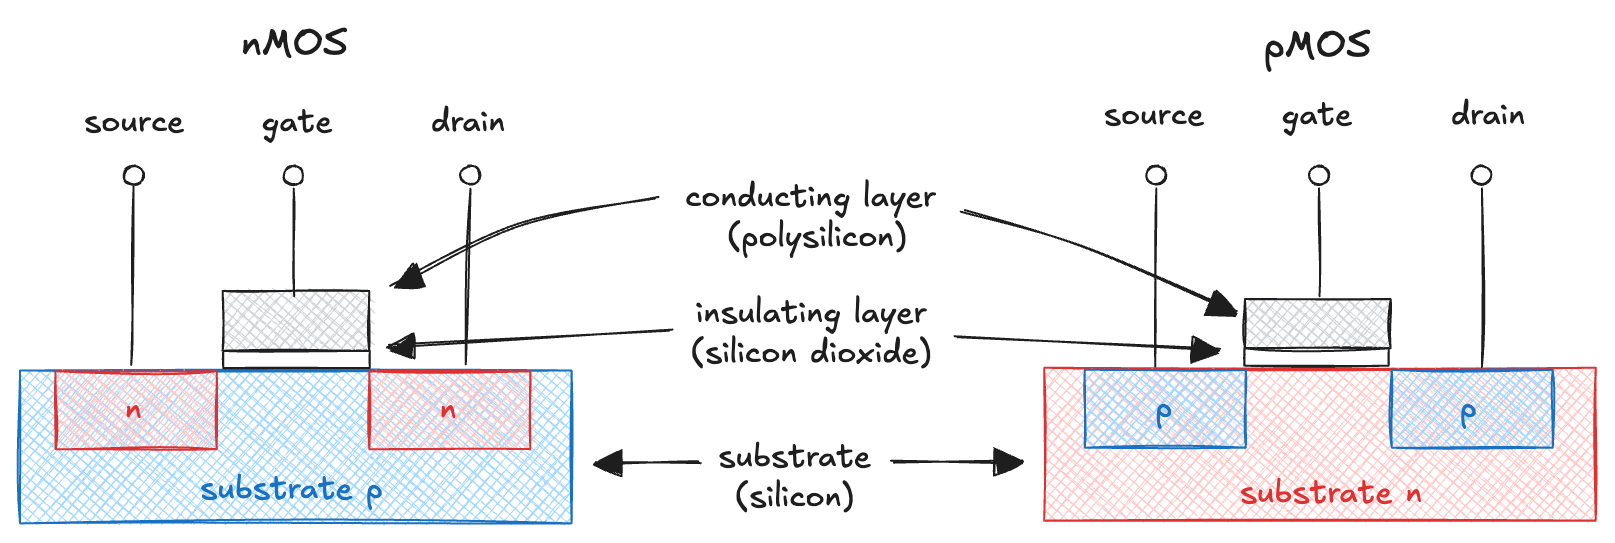 nMOS
pMOS
source gate drain
source gate drain
conducting layer
(polysilicon)
insulating layer
(silicon dioxide)
n
n
p
p
substrate
(silicon)
substrate p
substrate n